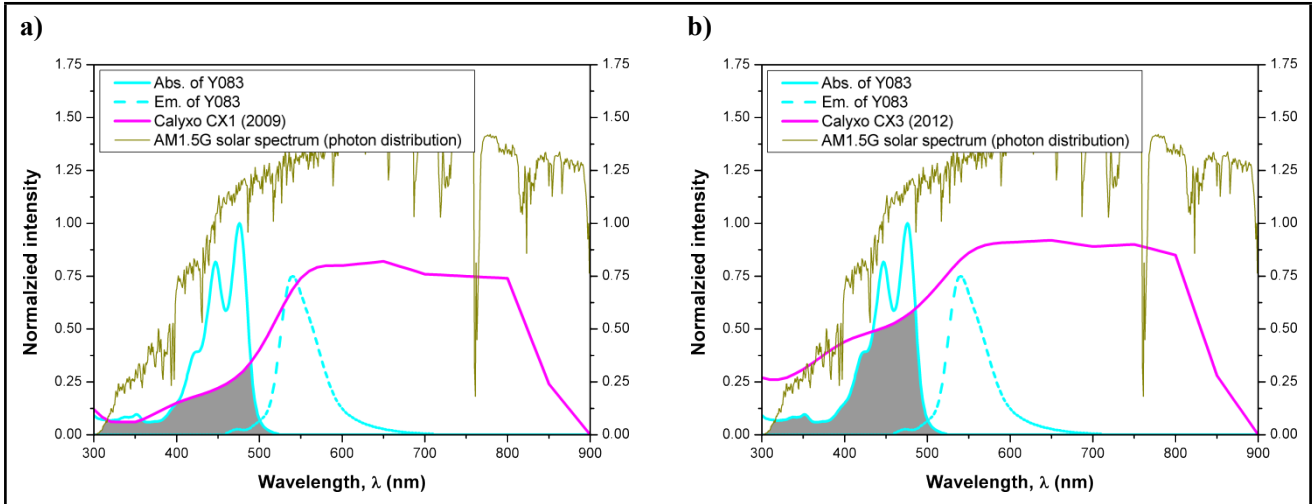 a)
1.75
1.50
1.25
1.00
0.75
0.50
0.25
0.00
Normalzied intensity
Abs. of Y083
Em. of Y083
Calyxo CX1 (2009)
AM1.5G solar spectrum (photon distribution)
1.75
1.50
1.25
1.00
0.75
0.50
0.25
0.00
300 400 500 600 700 800 900
Wavelength, λ (nm)
b)
1.75
1.50
1.25
1.00
0.75
0.50
0.25
0.00
Normalzied intensity
Abs. of Y083
Em. of Y083
Calyxo CX3 (2012)
AM1.5G solar spectrum (photon distribution)
1.75
1.50
1.25
1.00
0.75
0.50
0.25
0.00
300 400 500 600 700 800 900
Wavelength, λ (nm)